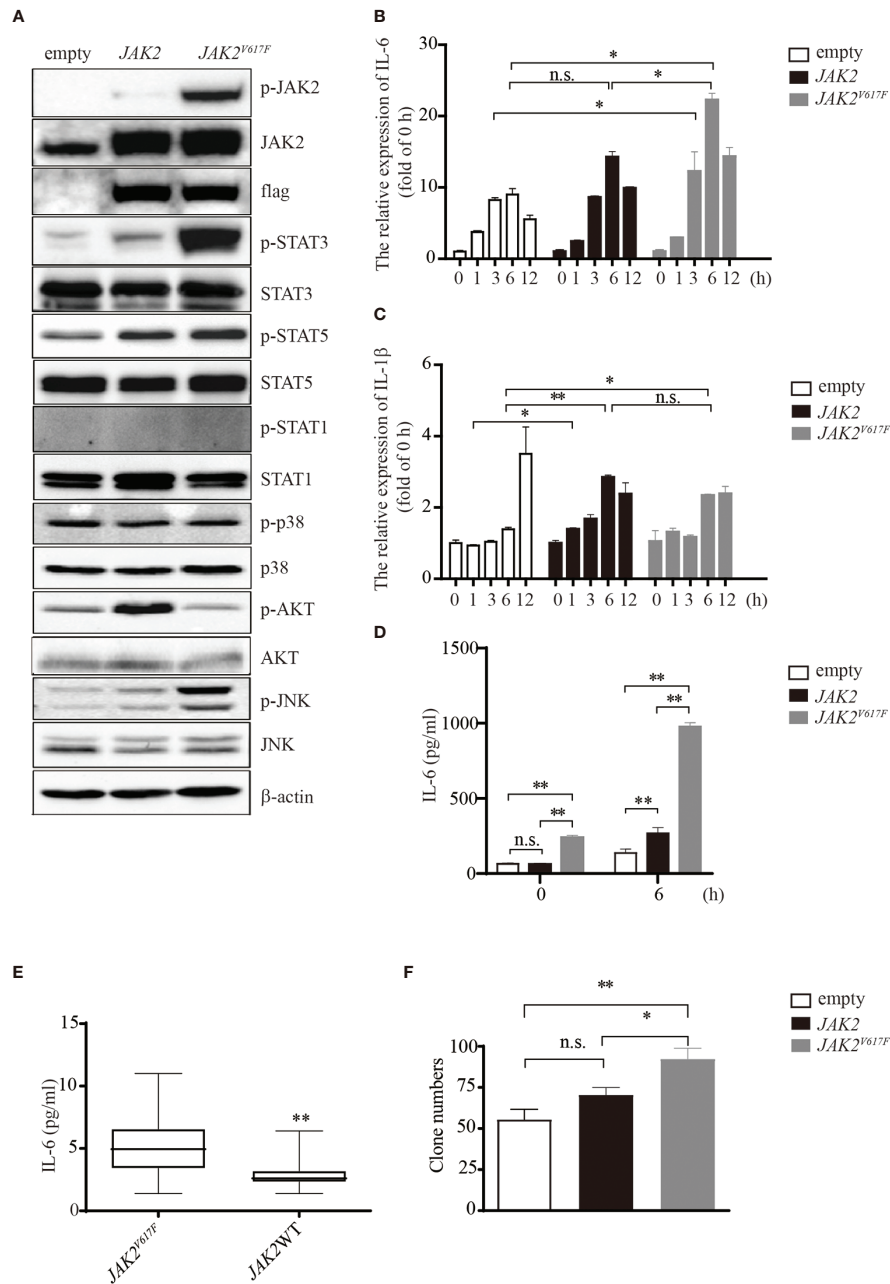 A
empty JAK2 JAK2V617F
p-JAK2
JAK2
flag
p-STAT3
STAT3
p-STAT5
STAT5
p-STAT1
STAT1
p-p38
p38
p-AKT
AKT
p-JNK
JNK
β-actin
B
The relative expression of IL-6
(fold of 0 h)
30
20
10
0
*
n.s. *
*
0 1 3 6 12 0 1 3 6 12 0 1 3 6 12 (h)
empty
JAK2
JAK2V617F
C
The relative expression of IL-1β
(fold of 0 h)
6
4
2
0
*
** n.s.
*
0 1 3 6 12 0 1 3 6 12 0 1 3 6 12 (h)
empty
JAK2
JAK2V617F
D
IL-6 (pg/ml)
1500
1000
500
0
**
**
**
**
n.s.
**
0 6 (h)
empty
JAK2
JAK2V617F
E
IL-6 (pg/ml)
15
10
5
0
**
JAK2V617F JAK2WT
F
Clone numbers
100
75
50
25
0
**
*
n.s.
empty
JAK2
JAK2V617F